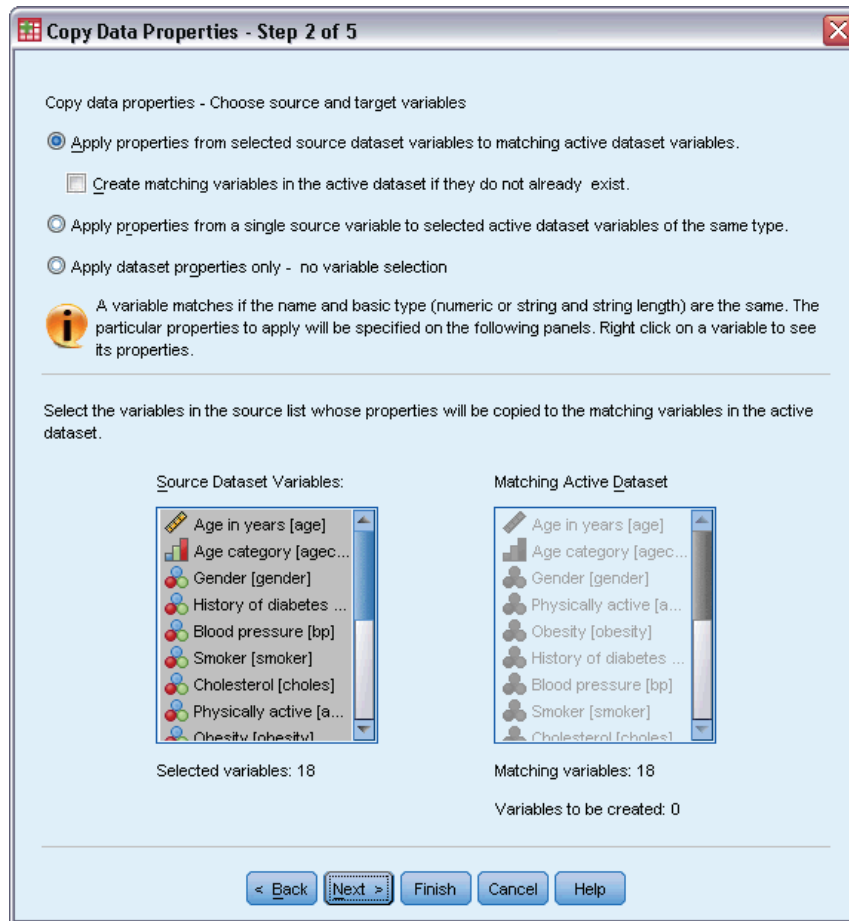 Copy Data Properties - Step 2 of 5
Copy data properties - Choose source and target variables
Apply properties from selected source dataset variables to matching active dataset variables.
Create matching variables in the active dataset if they do not already exist.
Apply properties from a single source variable to selected active dataset variables of the same type.
Apply dataset properties only - no variable selection
A variable matches if the name and basic type (numeric or string and string length) are the same. The
particular properties to apply will be specified on the following panels. Right click on a variable to see
its properties.
Select the variables in the source list whose properties will be copied to the matching variables in the active
dataset.
Source Dataset Variables:
Age in years [age]
Age category [agec...
Gender [gender]
History of diabetes ...
Blood pressure [bp]
Smoker [smoker]
Cholesterol [choles]
Physically active [a...
Obesity [obesity]
Selected variables: 18
Matching Active Dataset
Age in years [age]
Age category [agec...
Gender [gender]
Physically active [a...
Obesity [obesity]
History of diabetes ...
Blood pressure [bp]
Smoker [smoker]
Cholesterol [choles]
Matching variables: 18
Variables to be created: 0
< Back
Next >
Finish
Cancel
Help